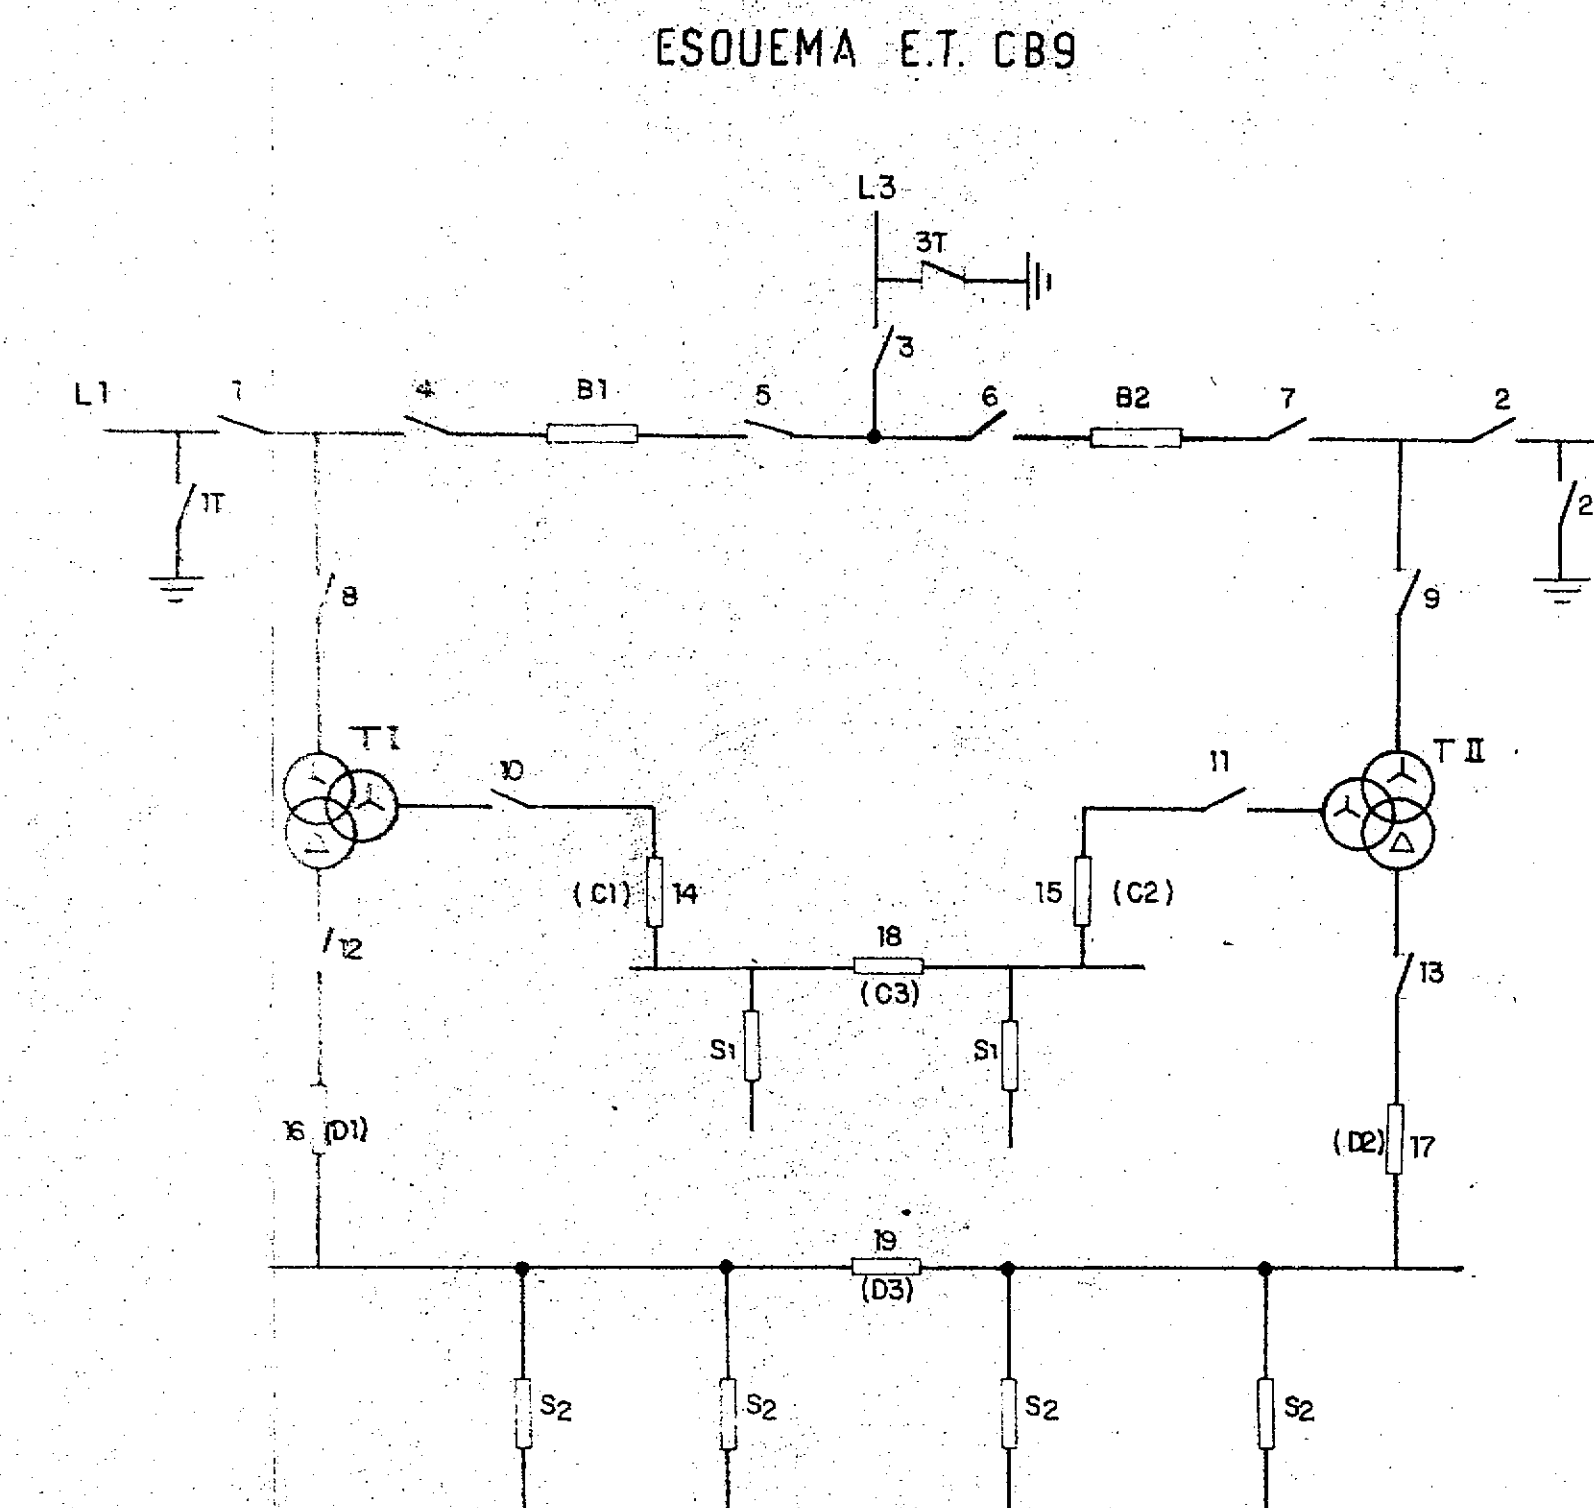 ESQUEMA E.T. CB9
L3
3T
3
L1
1
4
B1
5
6
B2
7
2
1T
2
8
9
T I
T II
10
11
(C1)
14
15
(C2)
12
18
13
(C3)
S1
S1
16
(D1)
(D2)
17
19
(D3)
S2
S2
S2
S2